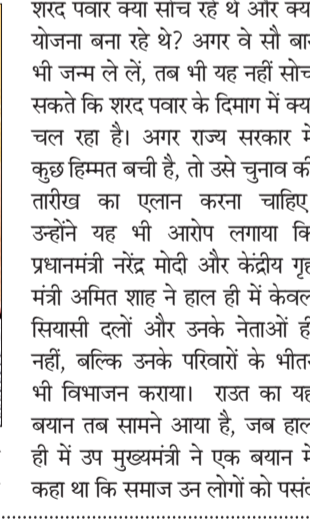 शरद पवार क्या सोच रहे थे और क्य
योजना बना रहे थे? अगर वे सौ बा
भी जन्म ले लें, तब भी यह नहीं सोच
सकते कि शरद पवार के दिमाग में क्य
चल रहा है। अगर राज्य सरकार में
कुछ हिम्मत बची है, तो उसे चुनाव की
तारीख का एलान करना चाहिए
उन्होंने यह भी आरोप लगाया कि
प्रधानमंत्री नरेंद्र मोदी और केंद्रीय गृह
मंत्री अमित शाह ने हाल ही में केवल
सियासी दलों और उनके नेताओं ही
नहीं, बल्कि उनके परिवारों के भीत
भी विभाजन कराया। राउत का यह
बयान तब सामने आया है, जब हाल
ही में उप मुख्यमंत्री ने एक बयान में
कहा था कि समाज उन लोगों को पसंद